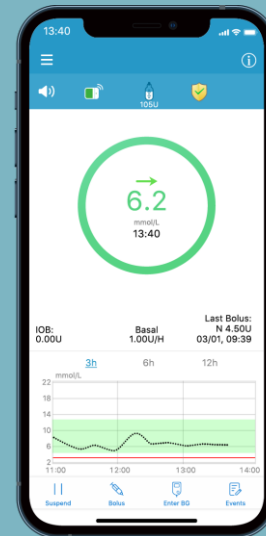 13:40
105U
6.2
mmol/L
13:40
IOB:
0.00U
Basal
1.00U/H
Last Bolus:
N 4.50U
03/01, 09:39
3h 6h 12h
mmol/L
22
18
14
10
6
2
11:00 12:00 13:00 14:00
Suspend Bolus Enter BG Events